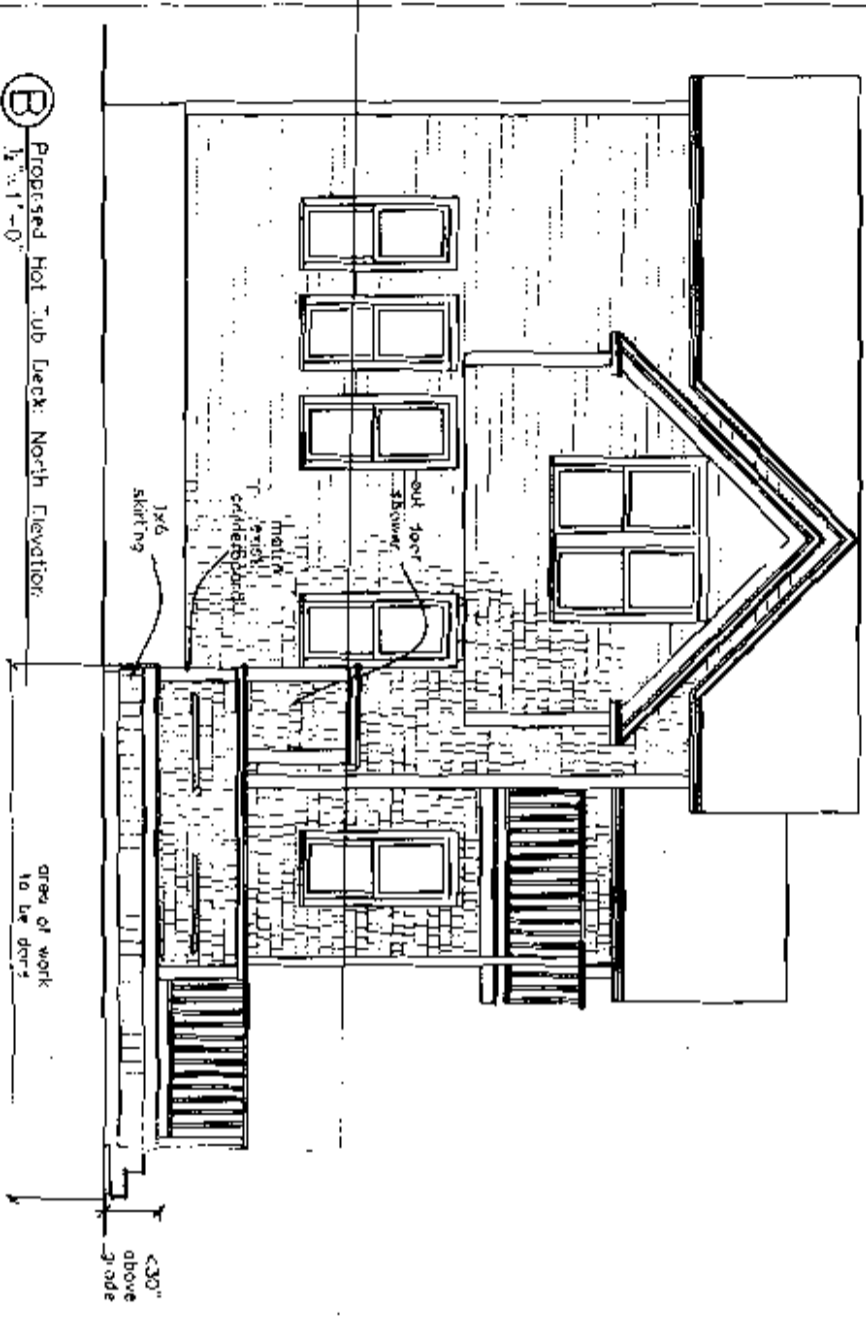 B
Proposed Hot Tub Deck: North Elevation
1x6
skirting
match
exist
out door
shower
area of work
to be done
<30"
above
grade